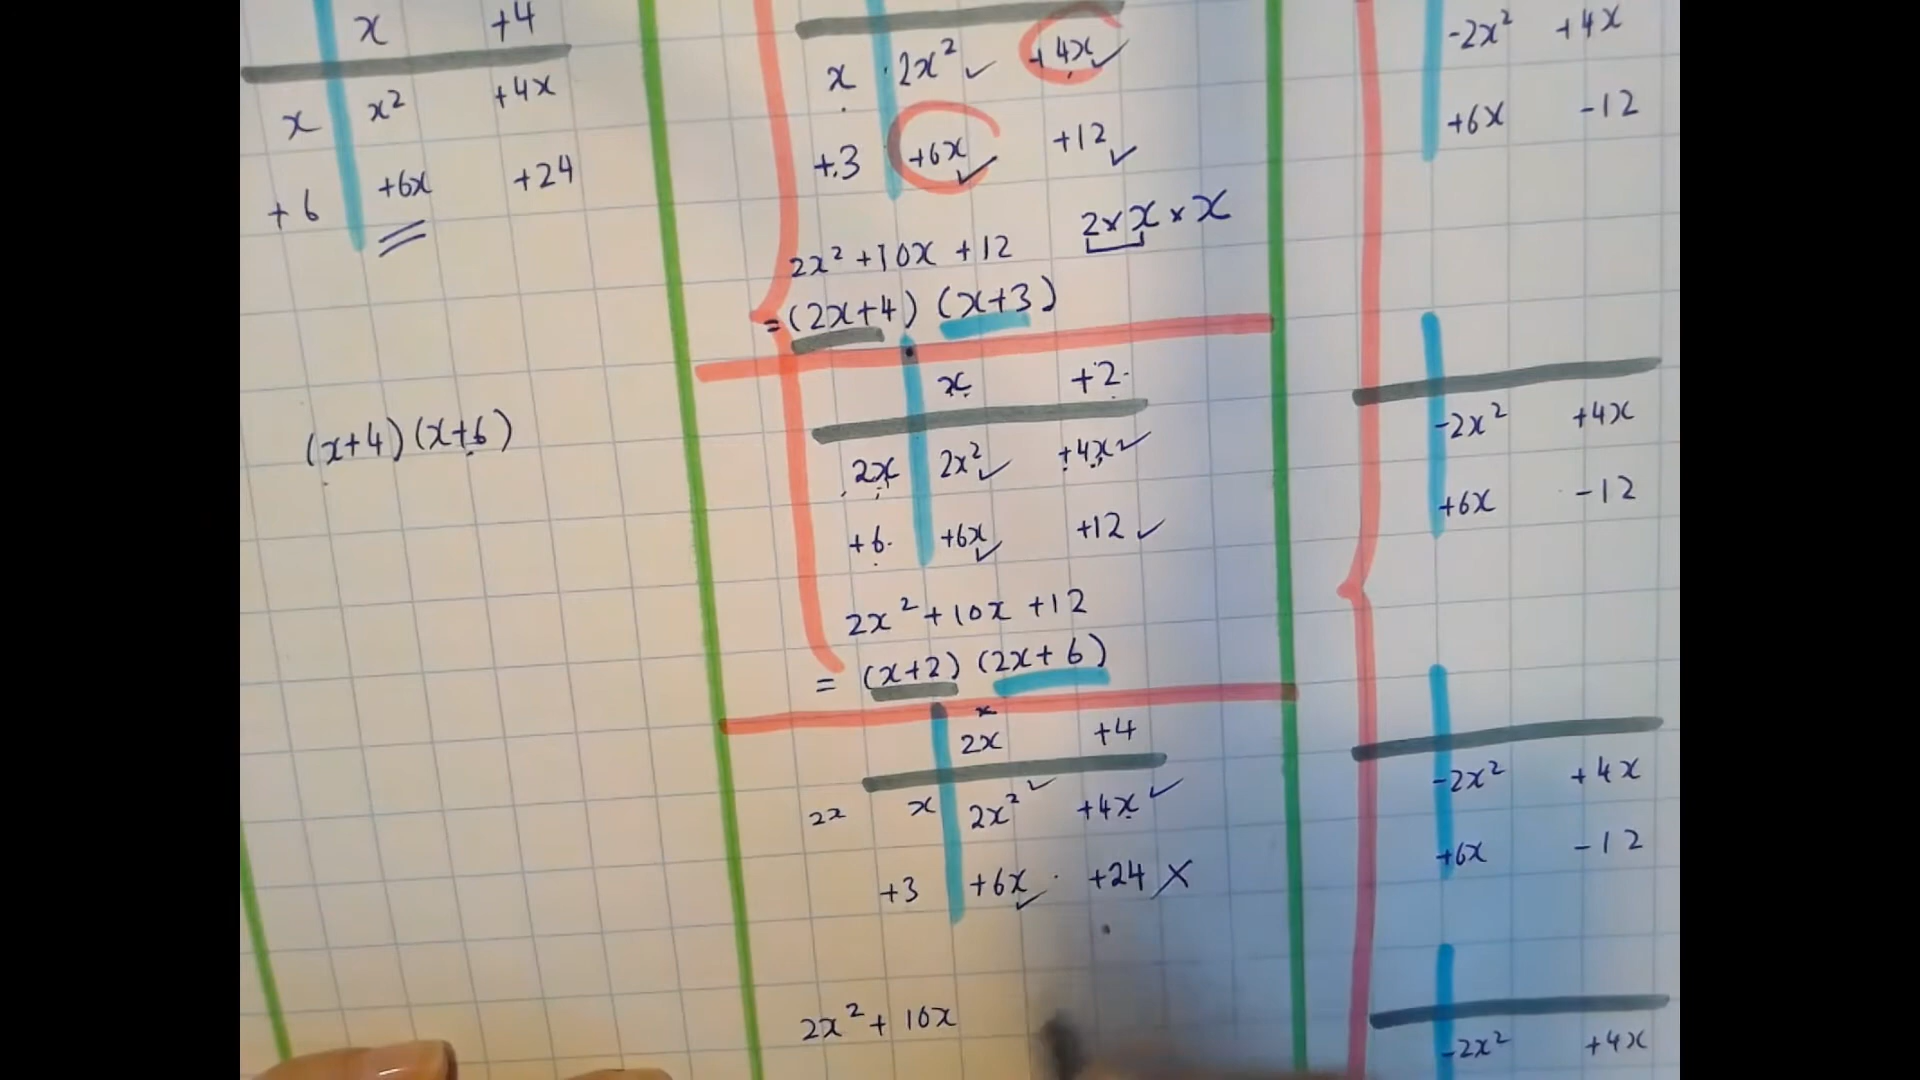 x +4
x x² +4x
+6 +6x +24
(x+4)(x+6)
x 2x² ✓ +4x ✓
+3 +6x ✓ +12 ✓
2×x×x
2x²+10x+12
=(2x+4)(x+3)
x +2
2x 2x² ✓ +4x ✓
+6 +6x ✓ +12 ✓
2x²+10x+12
= (x+2)(2x+6)
x
2x +4
2x x 2x² ✓ +4x ✓
+3 +6x ✓ +24 X
2x²+10x
-2x² +4x
+6x -12
-2x² +4x
+6x -12
-2x² +4x
+6x -12
-2x² +4x